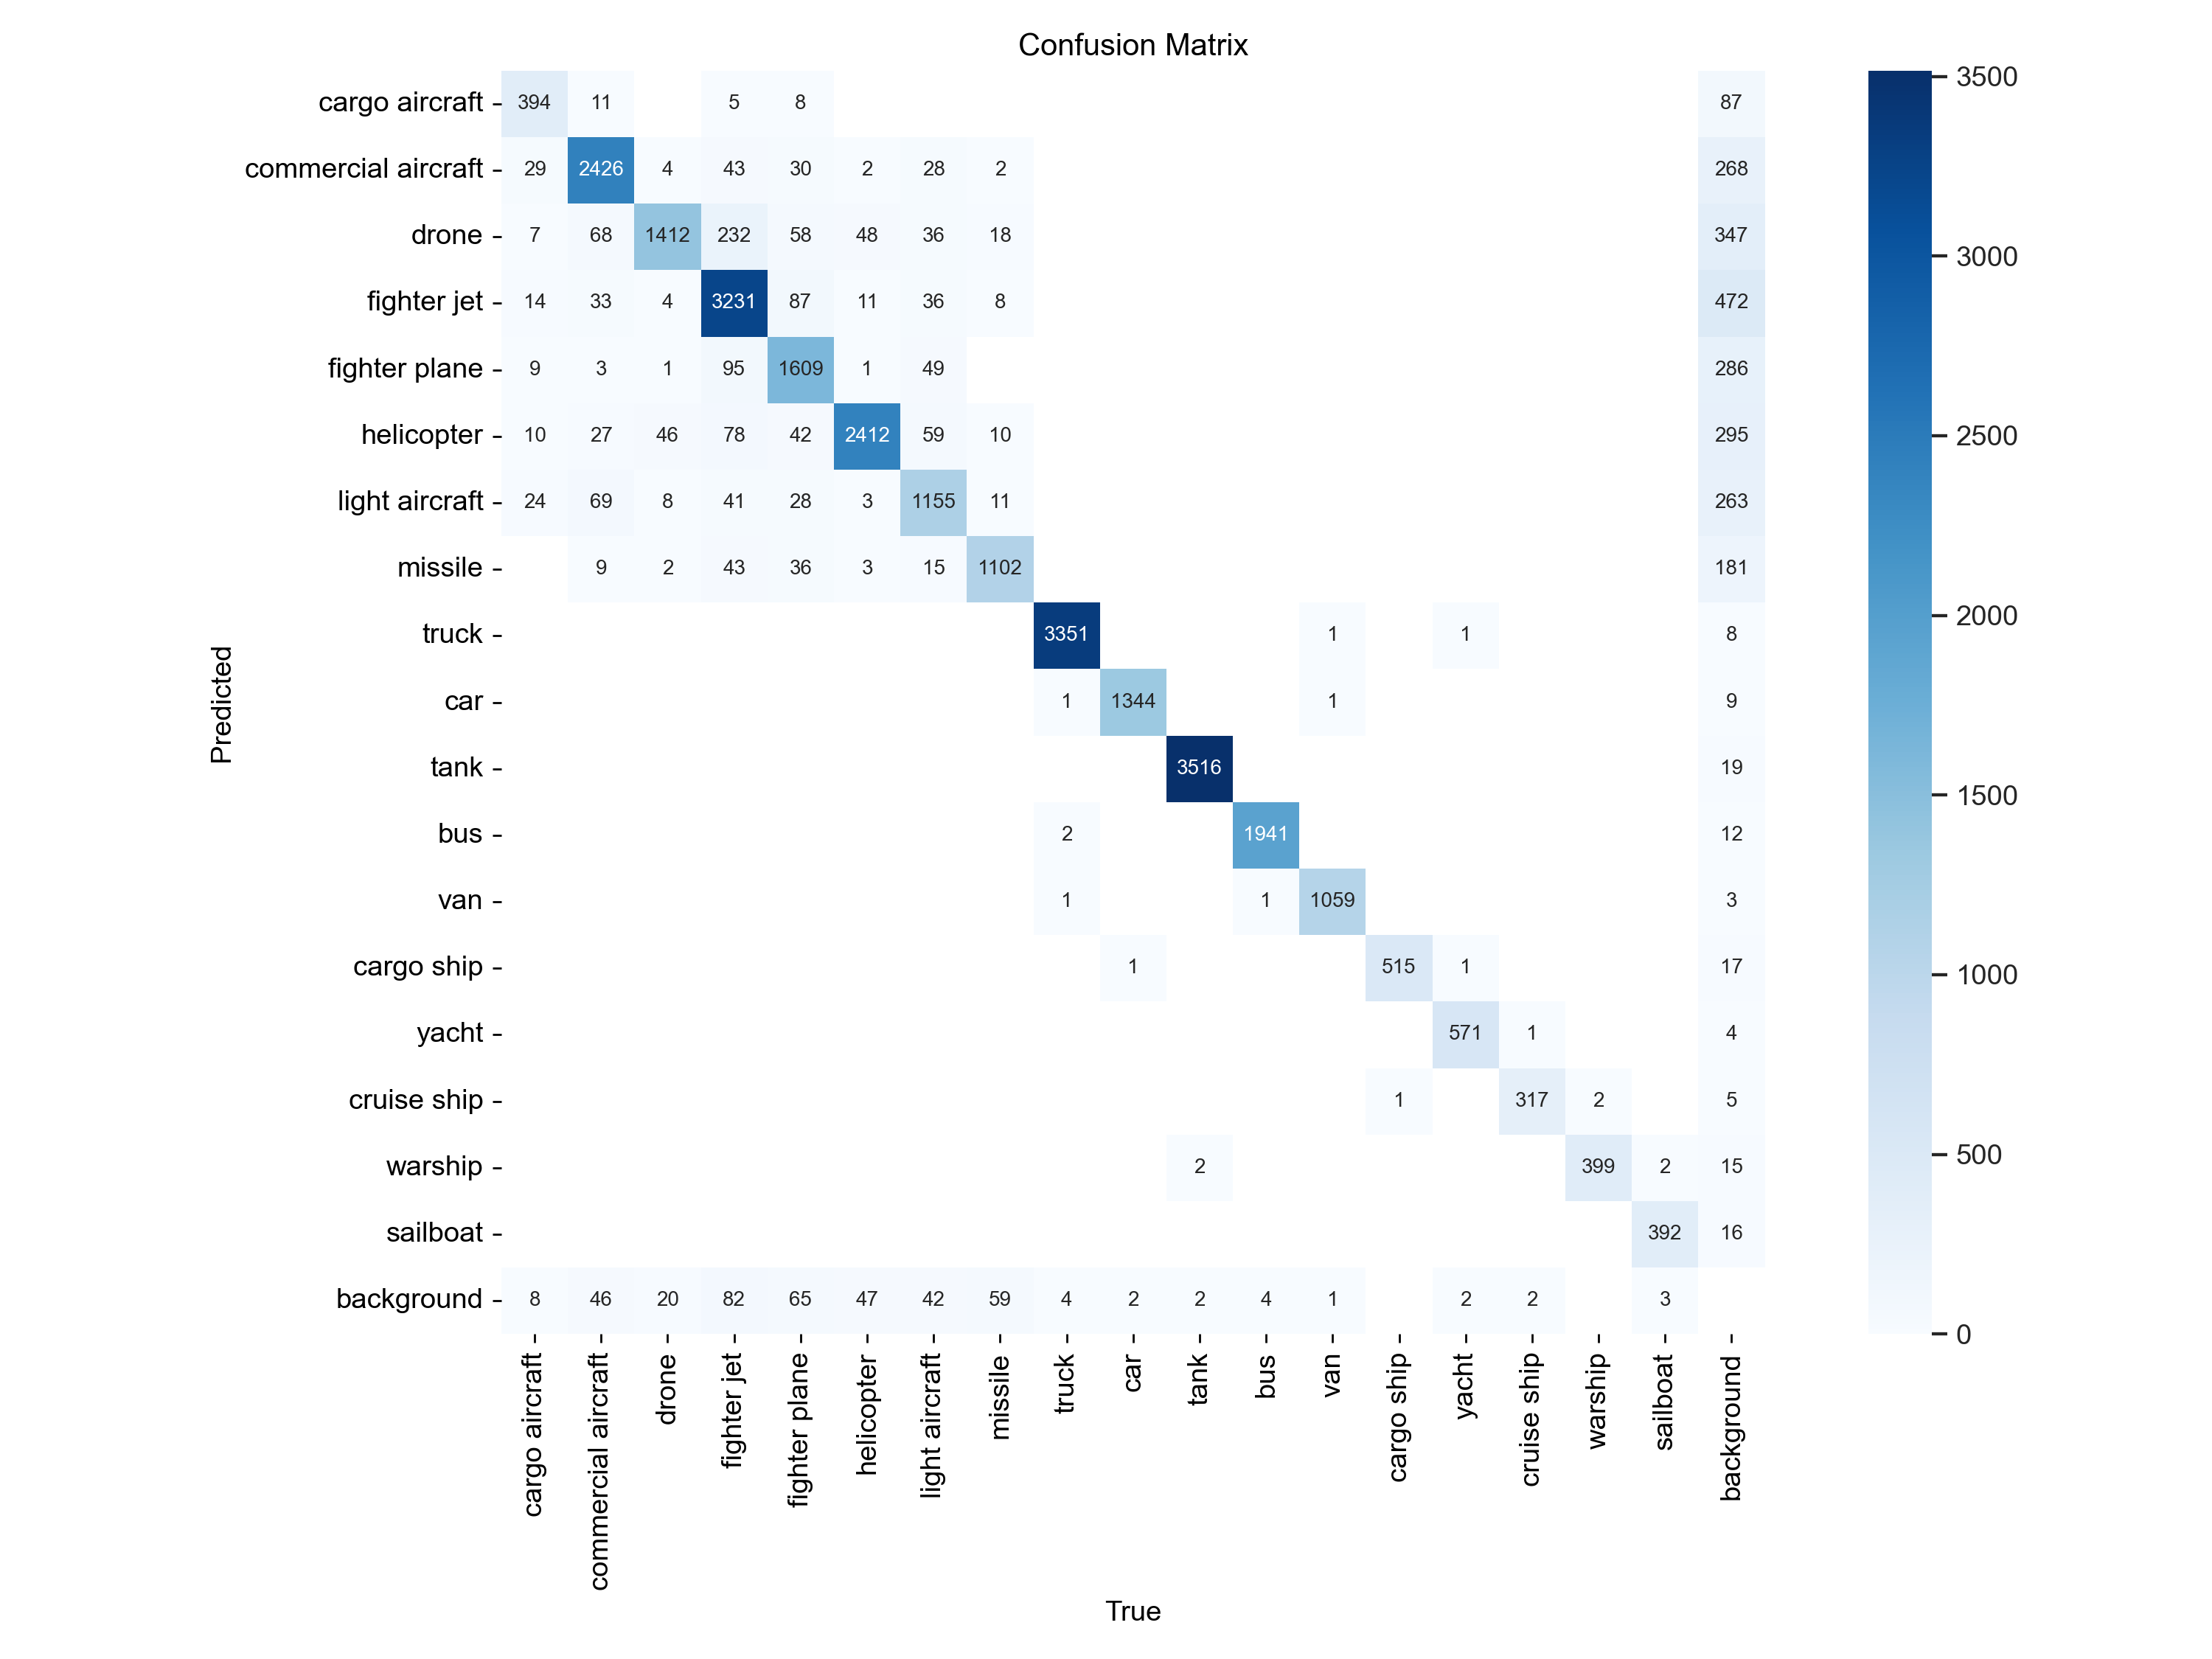 Confusion Matrix
cargo aircraft 394 11 5 8 87
commercial aircraft 29 2426 4 43 30 2 28 2 268
drone 7 68 1412 232 58 48 36 18 347
fighter jet 14 33 4 3231 87 11 36 8 472
fighter plane 9 3 1 95 1609 1 49 286
helicopter 10 27 46 78 42 2412 59 10 295
light aircraft 24 69 8 41 28 3 1155 11 263
missile 9 2 43 36 3 15 1102 181
truck 3351 1 1 8
car 1 1344 1 9
tank 3516 19
bus 2 1941 12
van 1 1 1059 3
cargo ship 1 515 1 17
yacht 571 1 4
cruise ship 1 317 2 5
warship 2 399 2 15
sailboat 392 16
background 8 46 20 82 65 47 42 59 4 2 2 4 1 2 2 3
Predicted
cargo aircraft
commercial aircraft
drone
fighter jet
fighter plane
helicopter
light aircraft
missile
truck
car
tank
bus
van
cargo ship
yacht
cruise ship
warship
sailboat
background
True
3500
3000
2500
2000
1500
1000
500
0